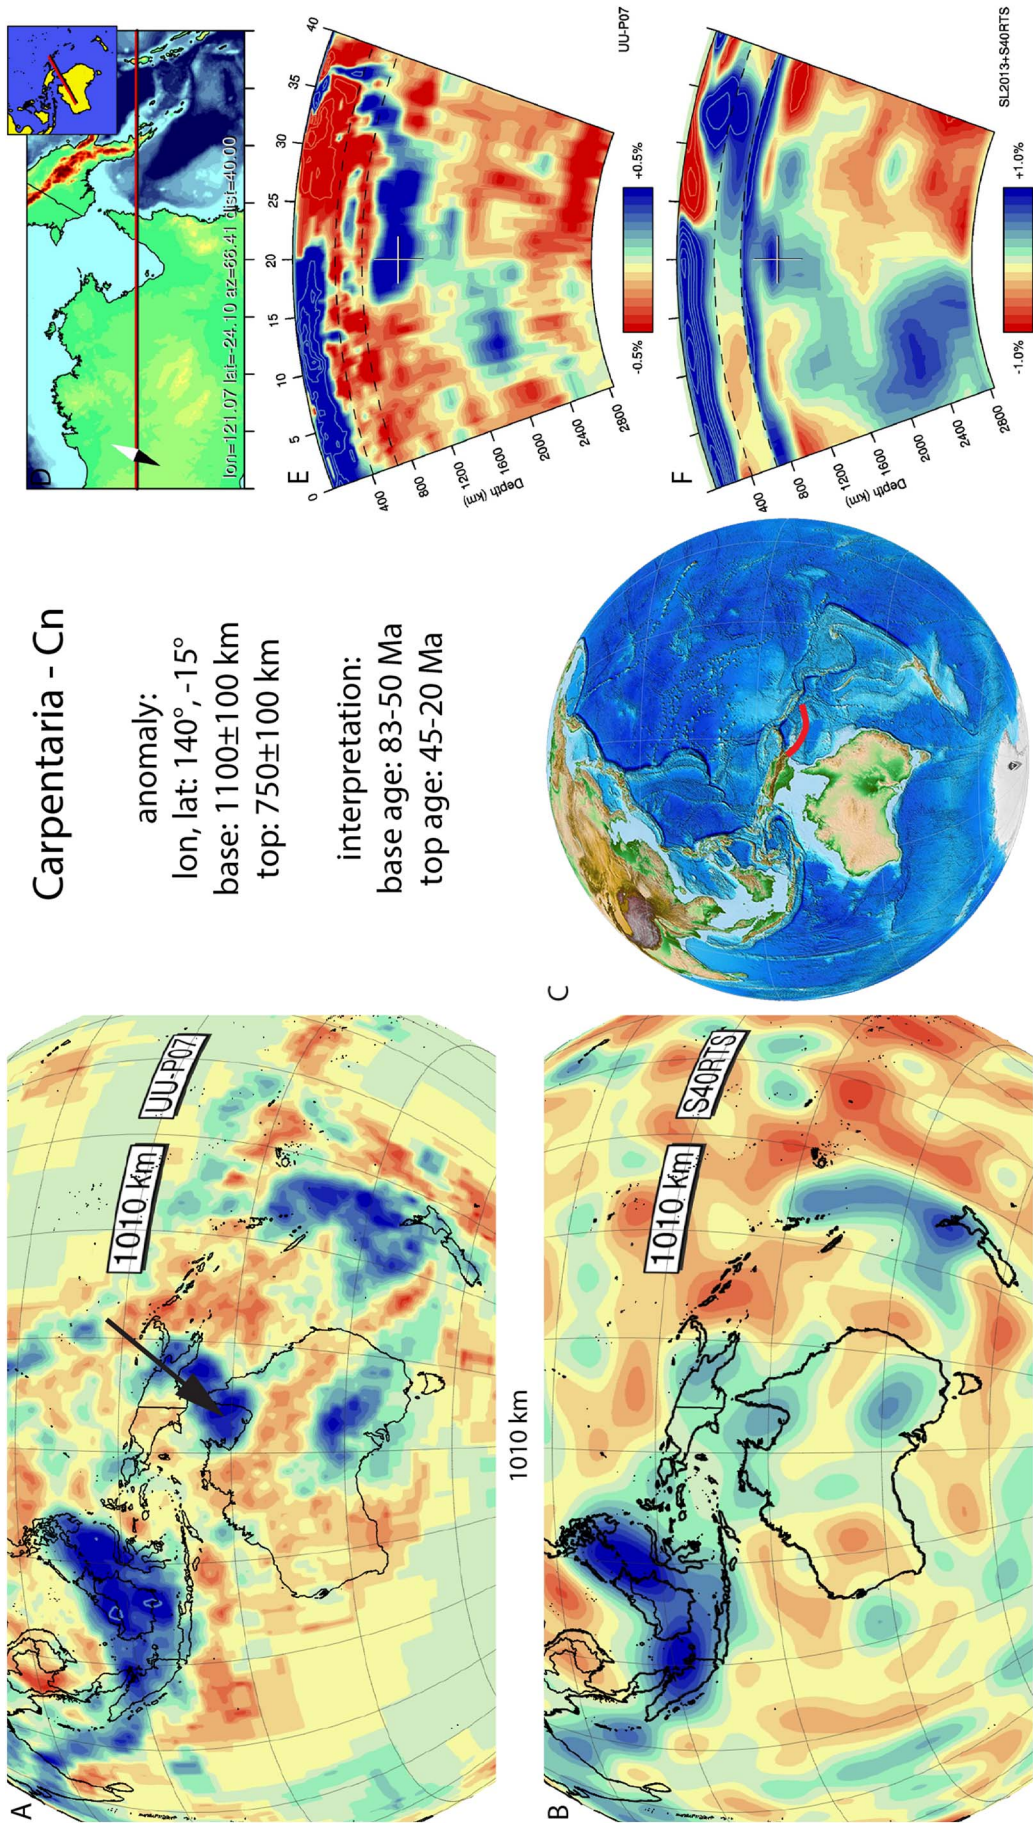 Carpentaria - Cn
anomaly:
lon, lat: 140°, -15°
base: 1100±100 km
top: 750±100 km
interpretation:
base age: 83-50 Ma
top age: 45-20 Ma
A
1010 km
UU-P07
1010 km
B
1010 km
S40RTS
C
D
lon=121.07 lat=-24.10 az=66.41 dist=40.00
E
0
5
10
15
20
25
30
35
40
400
800
1200
1600
2000
2400
2800
Depth (km)
UU-P07
-0.5%
+0.5%
F
400
800
1200
1600
2000
2400
2800
Depth (km)
SL2013+S40RTS
-1.0%
+1.0%